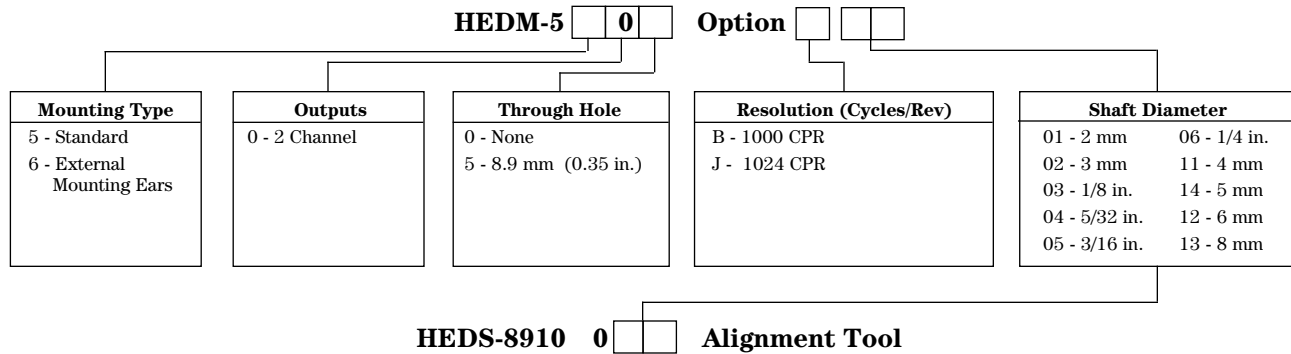 HEDM-5 0 Option
Mounting Type
5 - Standard
6 - External
Mounting Ears
Outputs
0 - 2 Channel
Through Hole
0 - None
5 - 8.9 mm (0.35 in.)
Resolution (Cycles/Rev)
B - 1000 CPR
J - 1024 CPR
Shaft Diameter
01 - 2 mm 06 - 1/4 in.
02 - 3 mm 11 - 4 mm
03 - 1/8 in. 14 - 5 mm
04 - 5/32 in. 12 - 6 mm
05 - 3/16 in. 13 - 8 mm
HEDS-8910 0 Alignment Tool